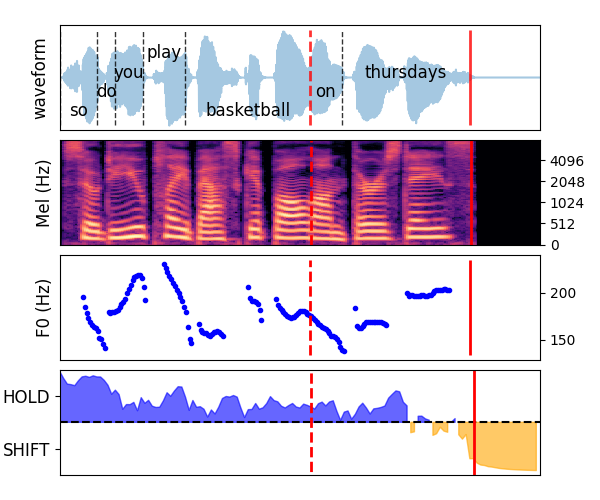 waveform
so
do
you
play
basketball
on
thursdays
Mel (Hz)
4096
2048
1024
512
0
F0 (Hz)
200
150
HOLD
SHIFT